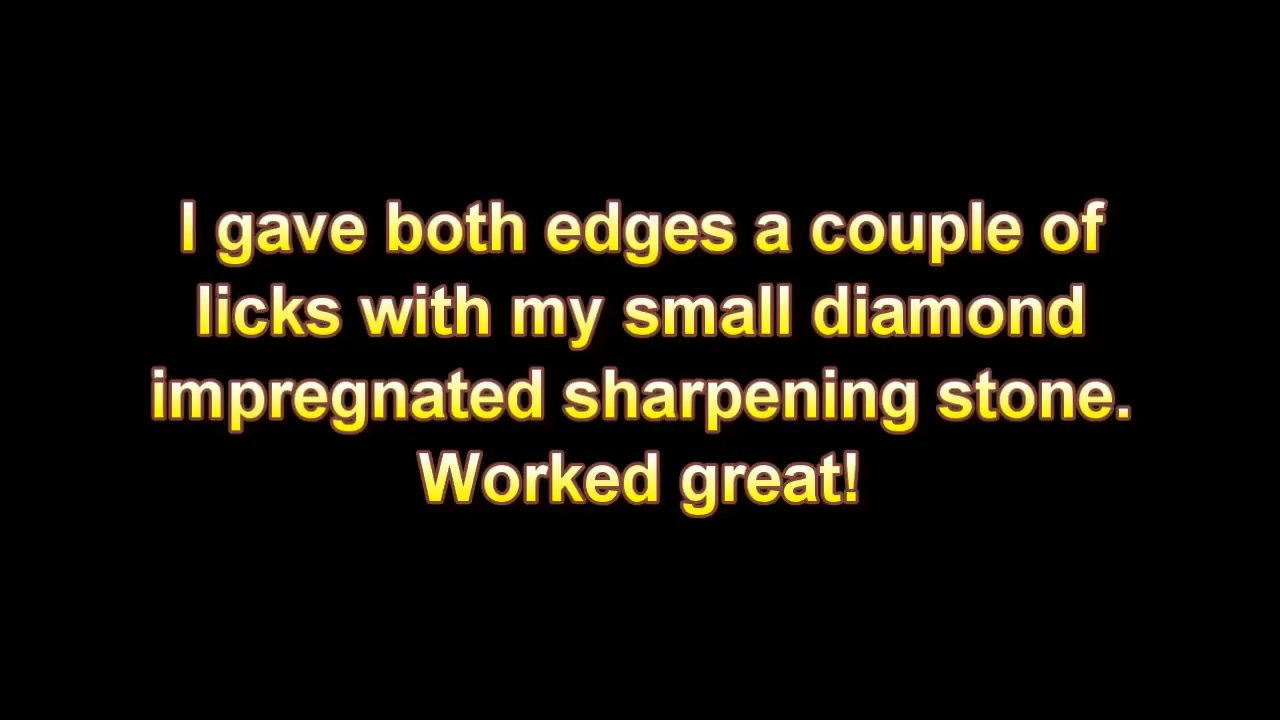 I gave both edges a couple of
licks with my small diamond
impregnated sharpening stone.
Worked great!